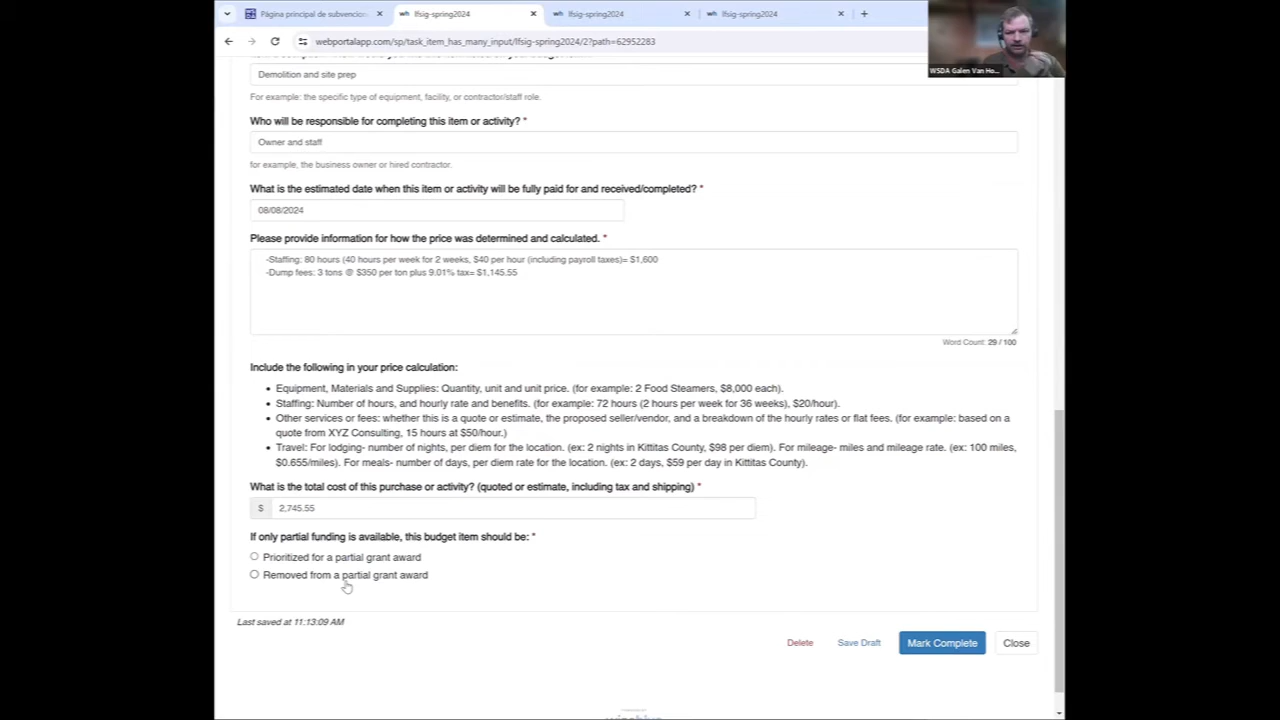 Página principal de subvencion
lfsig-spring2024
lfsig-spring2024
lfsig-spring2024
webportalapp.com/sp/task_item_has_many_input/lfsig-spring2024/2?path=62952283
WSDA Galen Van Ho...
Demolition and site prep
For example: the specific type of equipment, facility, or contractor/staff role.
Who will be responsible for completing this item or activity? *
Owner and staff
for example, the business owner or hired contractor.
What is the estimated date when this item or activity will be fully paid for and received/completed? *
08/08/2024
Please provide information for how the price was determined and calculated. *
-Staffing: 80 hours (40 hours per week for 2 weeks, $40 per hour (including payroll taxes)= $1,600
-Dump fees: 3 tons @ $350 per ton plus 9.01% tax= $1,145.55
Word Count: 29 / 100
Include the following in your price calculation:
• Equipment, Materials and Supplies: Quantity, unit and unit price. (for example: 2 Food Steamers, $8,000 each).
• Staffing: Number of hours, and hourly rate and benefits. (for example: 72 hours (2 hours per week for 36 weeks), $20/hour).
• Other services or fees: whether this is a quote or estimate, the proposed seller/vendor, and a breakdown of the hourly rates or flat fees. (for example: based on a
quote from XYZ Consulting, 15 hours at $50/hour.)
• Travel: For lodging- number of nights, per diem for the location. (ex: 2 nights in Kittitas County, $98 per diem). For mileage- miles and mileage rate. (ex: 100 miles,
$0.655/miles). For meals- number of days, per diem rate for the location. (ex: 2 days, $59 per day in Kittitas County).
What is the total cost of this purchase or activity? (quoted or estimate, including tax and shipping) *
$ 2,745.55
If only partial funding is available, this budget item should be: *
Prioritized for a partial grant award
Removed from a partial grant award
Last saved at 11:13:09 AM
Delete
Save Draft
Mark Complete
Close